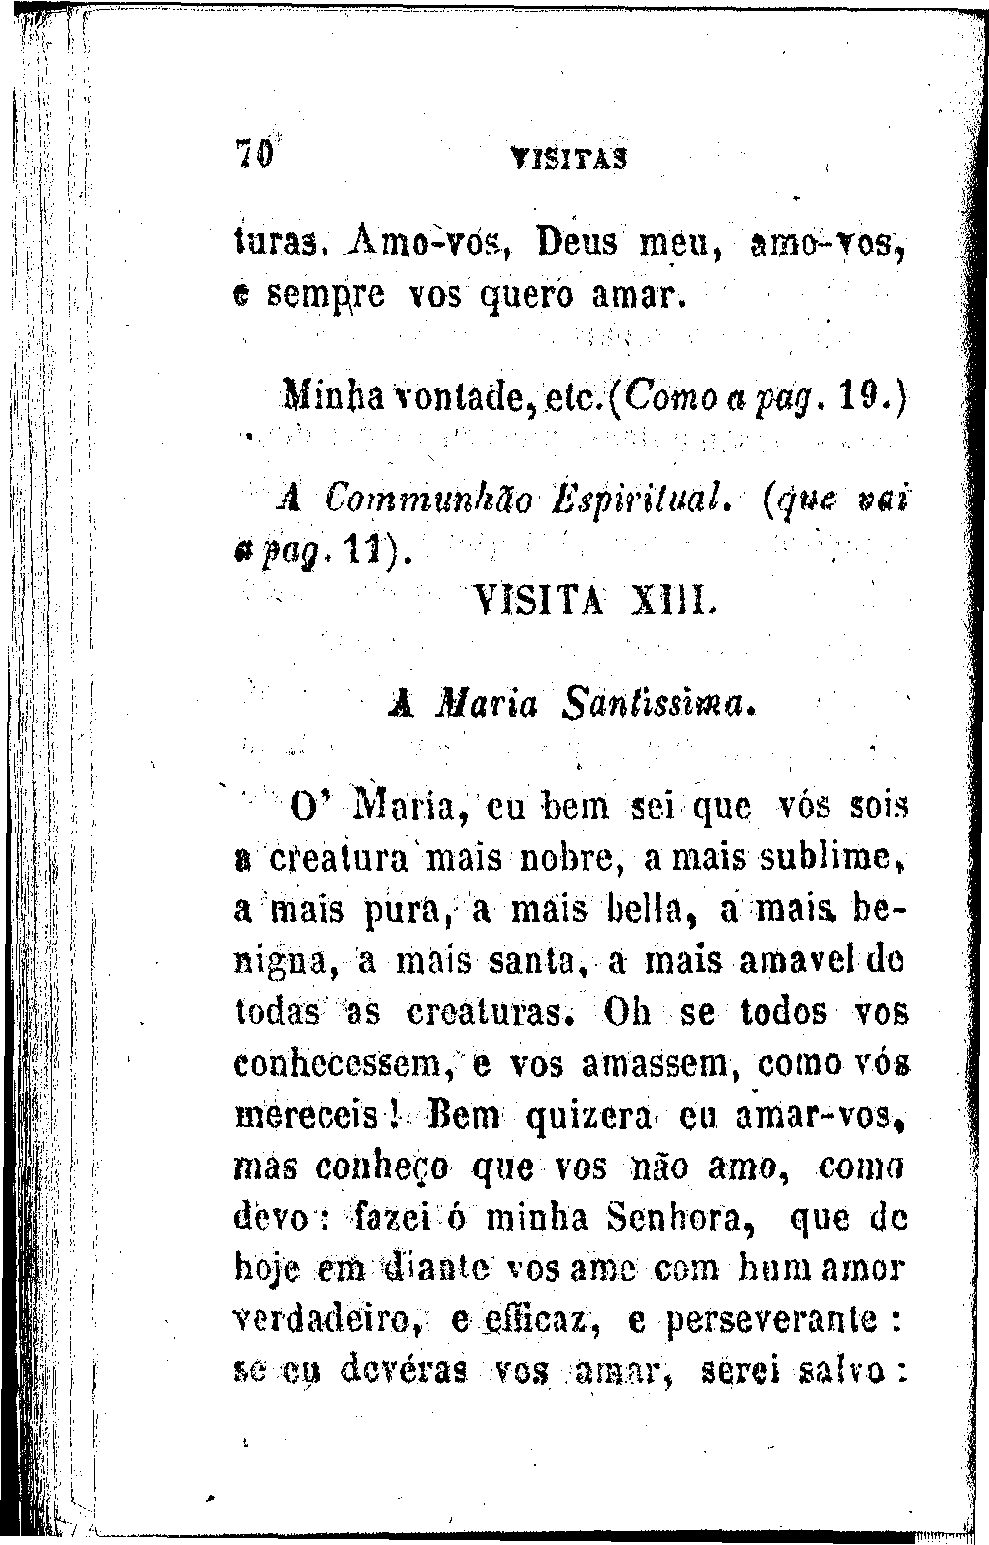 70 VISITAS
turas. Amo-vos, Deus meu, amo-vos,
e sempre vos quero amar.
Minha vontade, etc. (Como a pag. 19.)
A Communhão Espiritual. (que vai
a pag. 11).
VISITA XIII.
A Maria Santissima.
O' Maria, eu bem sei que vós sois
a creatura mais nobre, a mais sublime,
a mais pura, a mais bella, a mais be-
nigna, a mais santa, a mais amavel de
todas as creaturas. Oh se todos vos
conhecessem, e vos amassem, como vós
mereceis! Bem quizera eu amar-vos,
mas conheço que vos não amo, como
devo: fazei ó minha Senhora, que de
hoje em diante vos ame com hum amor
verdadeiro, e efficaz, e perseverante:
se eu devéras vos amar, serei salvo: